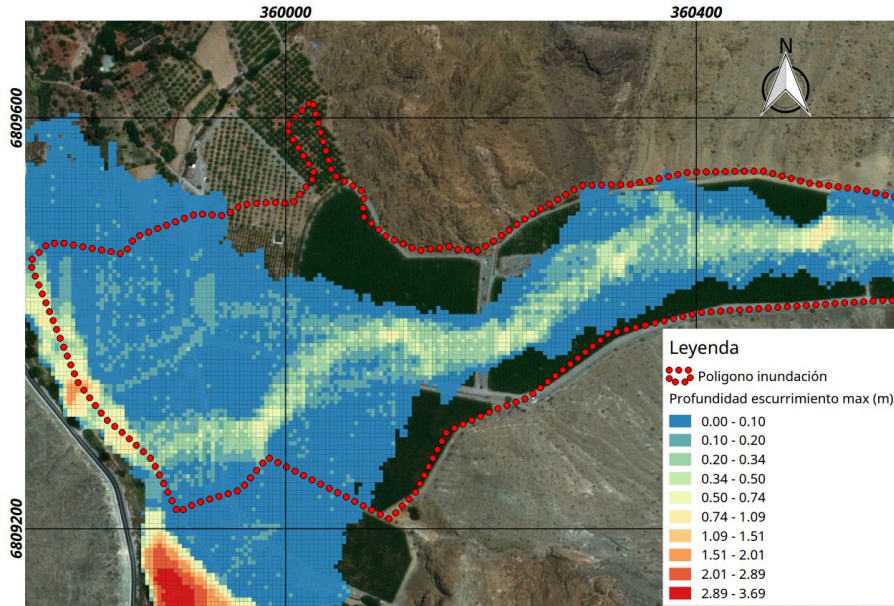 360000
360400
N
6809600
6809200
Leyenda
Poligono inundación
Profundidad escurrimiento max (m)
0.00 - 0.10
0.10 - 0.20
0.20 - 0.34
0.34 - 0.50
0.50 - 0.74
0.74 - 1.09
1.09 - 1.51
1.51 - 2.01
2.01 - 2.89
2.89 - 3.69